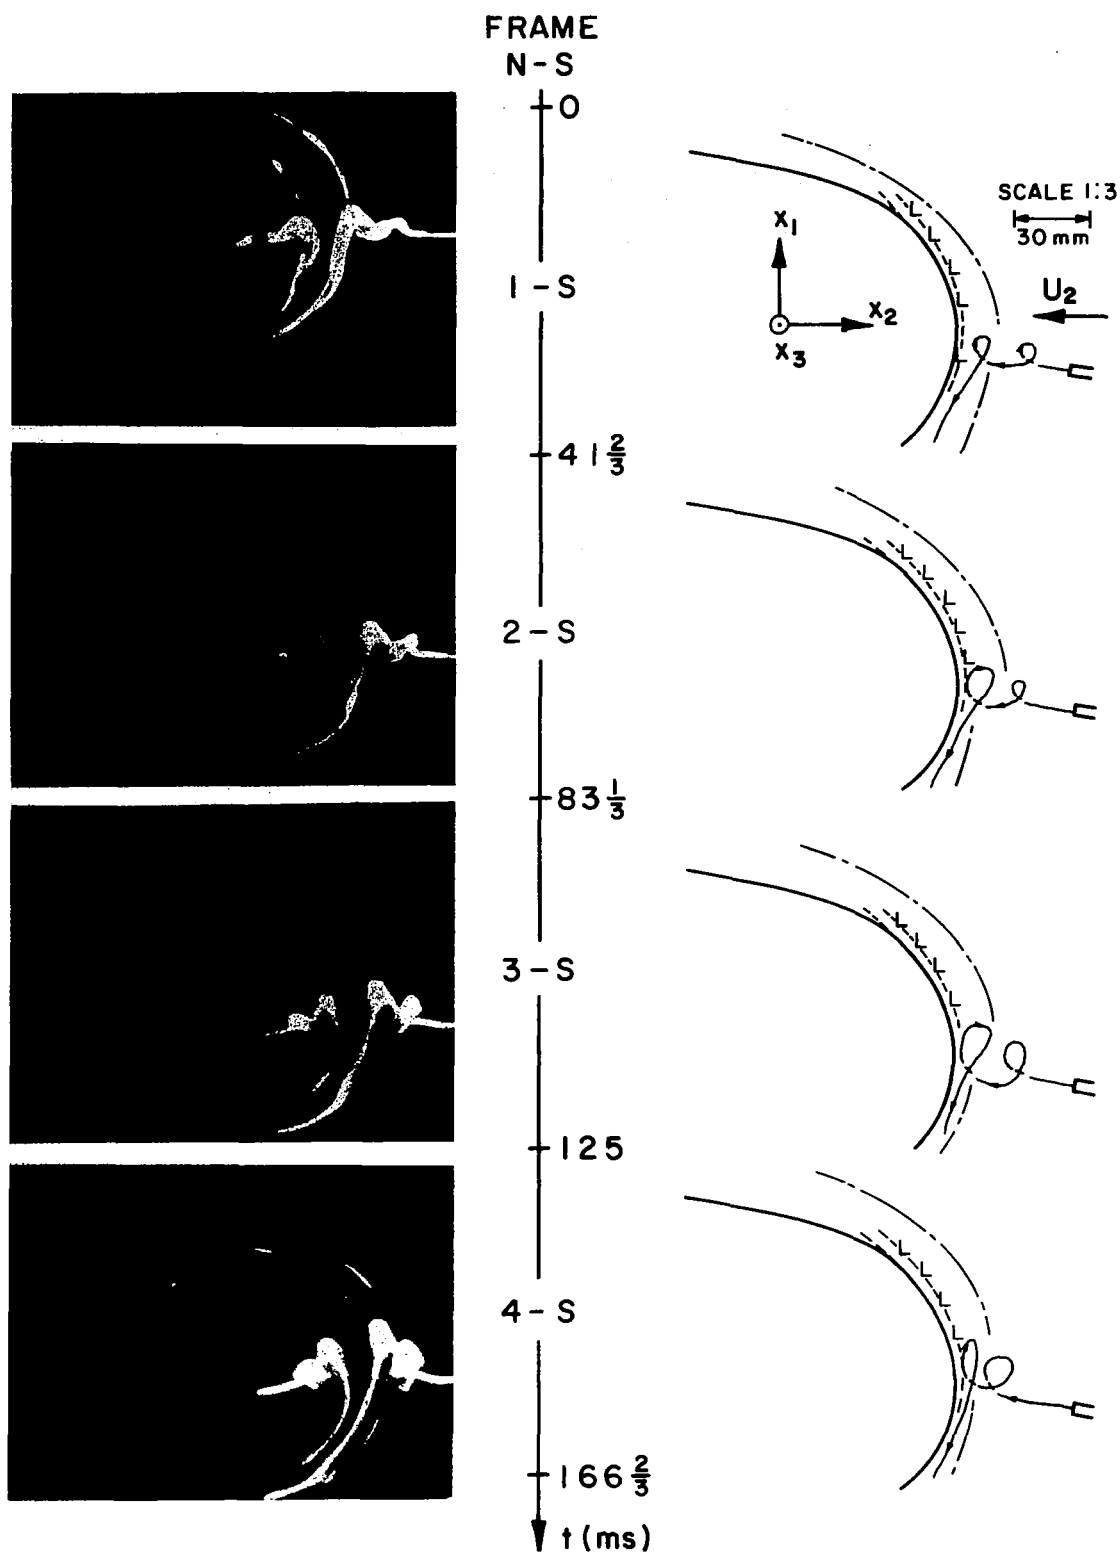 FRAME
N-S
0
1-S
41 2/3
2-S
83 1/3
3-S
125
4-S
166 2/3
t (ms)
SCALE 1:3
30 mm
X1
X2
X3
U2